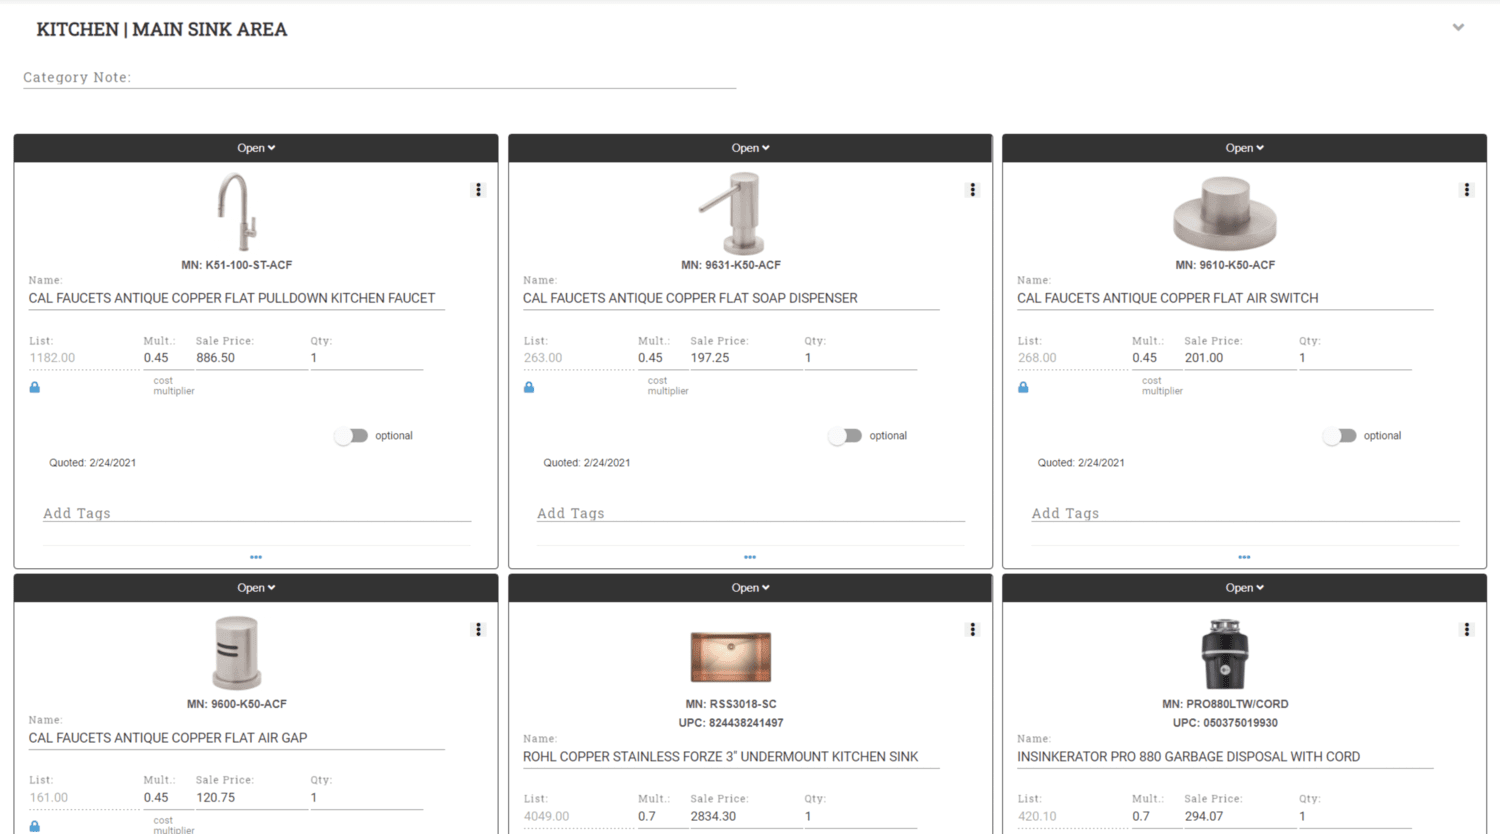 KITCHEN | MAIN SINK AREA
Category Note:
Open
MN: K51-100-ST-ACF
Name:
CAL FAUCETS ANTIQUE COPPER FLAT PULLDOWN KITCHEN FAUCET
List: Mult.: Sale Price: Qty:
1182.00 0.45 886.50 1
cost
multiplier
optional
Quoted: 2/24/2021
Add Tags
Open
MN: 9631-K50-ACF
Name:
CAL FAUCETS ANTIQUE COPPER FLAT SOAP DISPENSER
List: Mult.: Sale Price: Qty:
263.00 0.45 197.25 1
cost
multiplier
optional
Quoted: 2/24/2021
Add Tags
Open
MN: 9610-K50-ACF
Name:
CAL FAUCETS ANTIQUE COPPER FLAT AIR SWITCH
List: Mult.: Sale Price: Qty:
268.00 0.45 201.00 1
cost
multiplier
optional
Quoted: 2/24/2021
Add Tags
Open
MN: 9600-K50-ACF
Name:
CAL FAUCETS ANTIQUE COPPER FLAT AIR GAP
List: Mult.: Sale Price: Qty:
161.00 0.45 120.75 1
cost
multiplier
Open
MN: RSS3018-SC
UPC: 824438241497
Name:
ROHL COPPER STAINLESS FORZE 3" UNDERMOUNT KITCHEN SINK
List: Mult.: Sale Price: Qty:
4049.00 0.7 2834.30 1
Open
MN: PRO880LTW/CORD
UPC: 050375019930
Name:
INSINKERATOR PRO 880 GARBAGE DISPOSAL WITH CORD
List: Mult.: Sale Price: Qty:
420.10 0.7 294.07 1